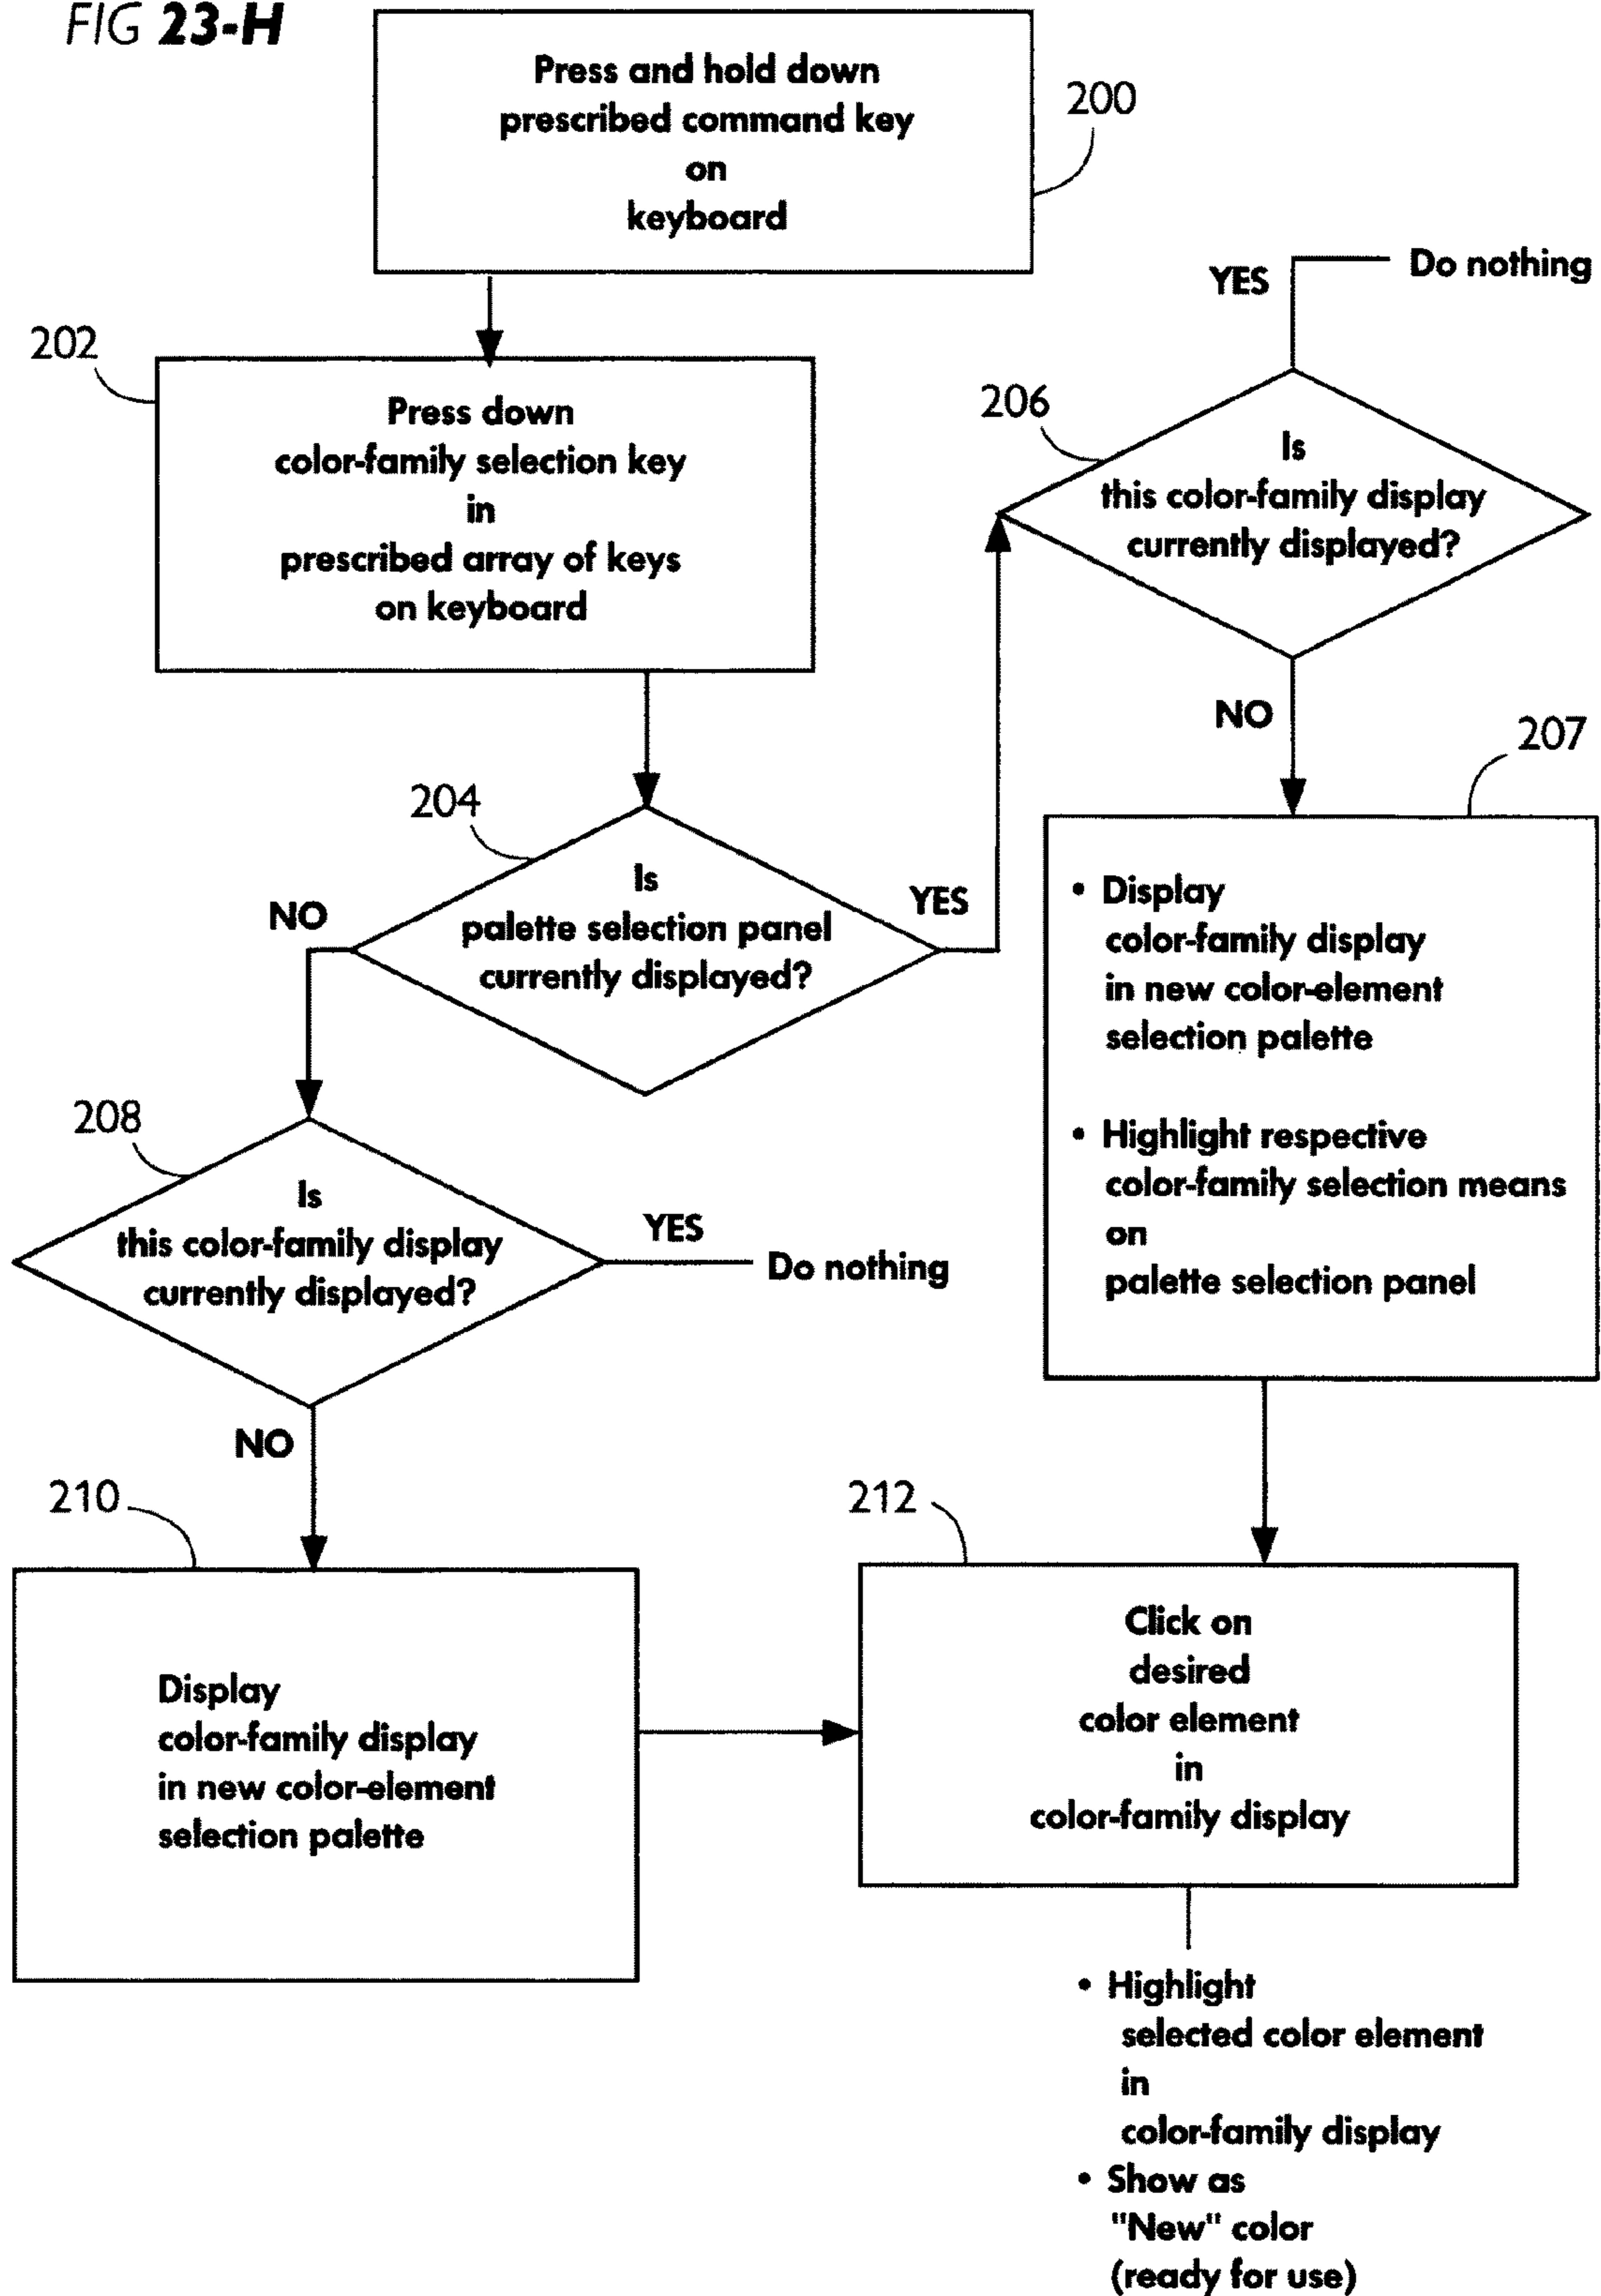 FIG 23-H
Press and hold down
prescribed command key
on
keyboard
200
202
Press down
color-family selection key
in
prescribed array of keys
on keyboard
YES
Do nothing
206
Is
this color-family display
currently displayed?
NO
207
204
Is
palette selection panel
currently displayed?
NO
YES
• Display
color-family display
in new color-element
selection palette
• Highlight respective
color-family selection means
on
palette selection panel
208
Is
this color-family display
currently displayed?
YES
Do nothing
NO
210
Display
color-family display
in new color-element
selection palette
212
Click on
desired
color element
in
color-family display
• Highlight
selected color element
in
color-family display
• Show as
"New" color
(ready for use)